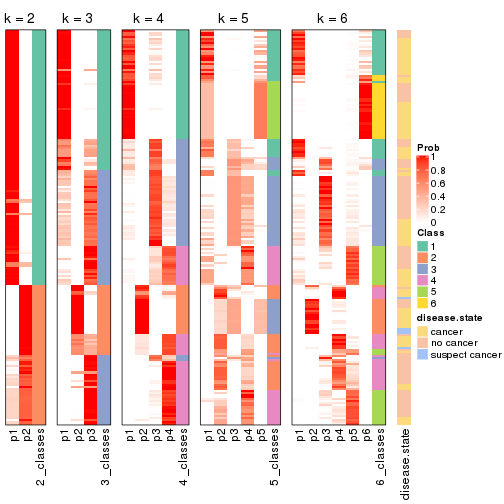 k = 2
k = 3
k = 4
k = 5
k = 6
Prob
1
0.8
0.6
0.4
0.2
0
Class
1
2
3
4
5
6
disease.state
cancer
no cancer
suspect cancer
p1
p2
2_classes
p1
p2
p3
3_classes
p1
p2
p3
p4
4_classes
p1
p2
p3
p4
p5
5_classes
p1
p2
p3
p4
p5
p6
6_classes
disease.state